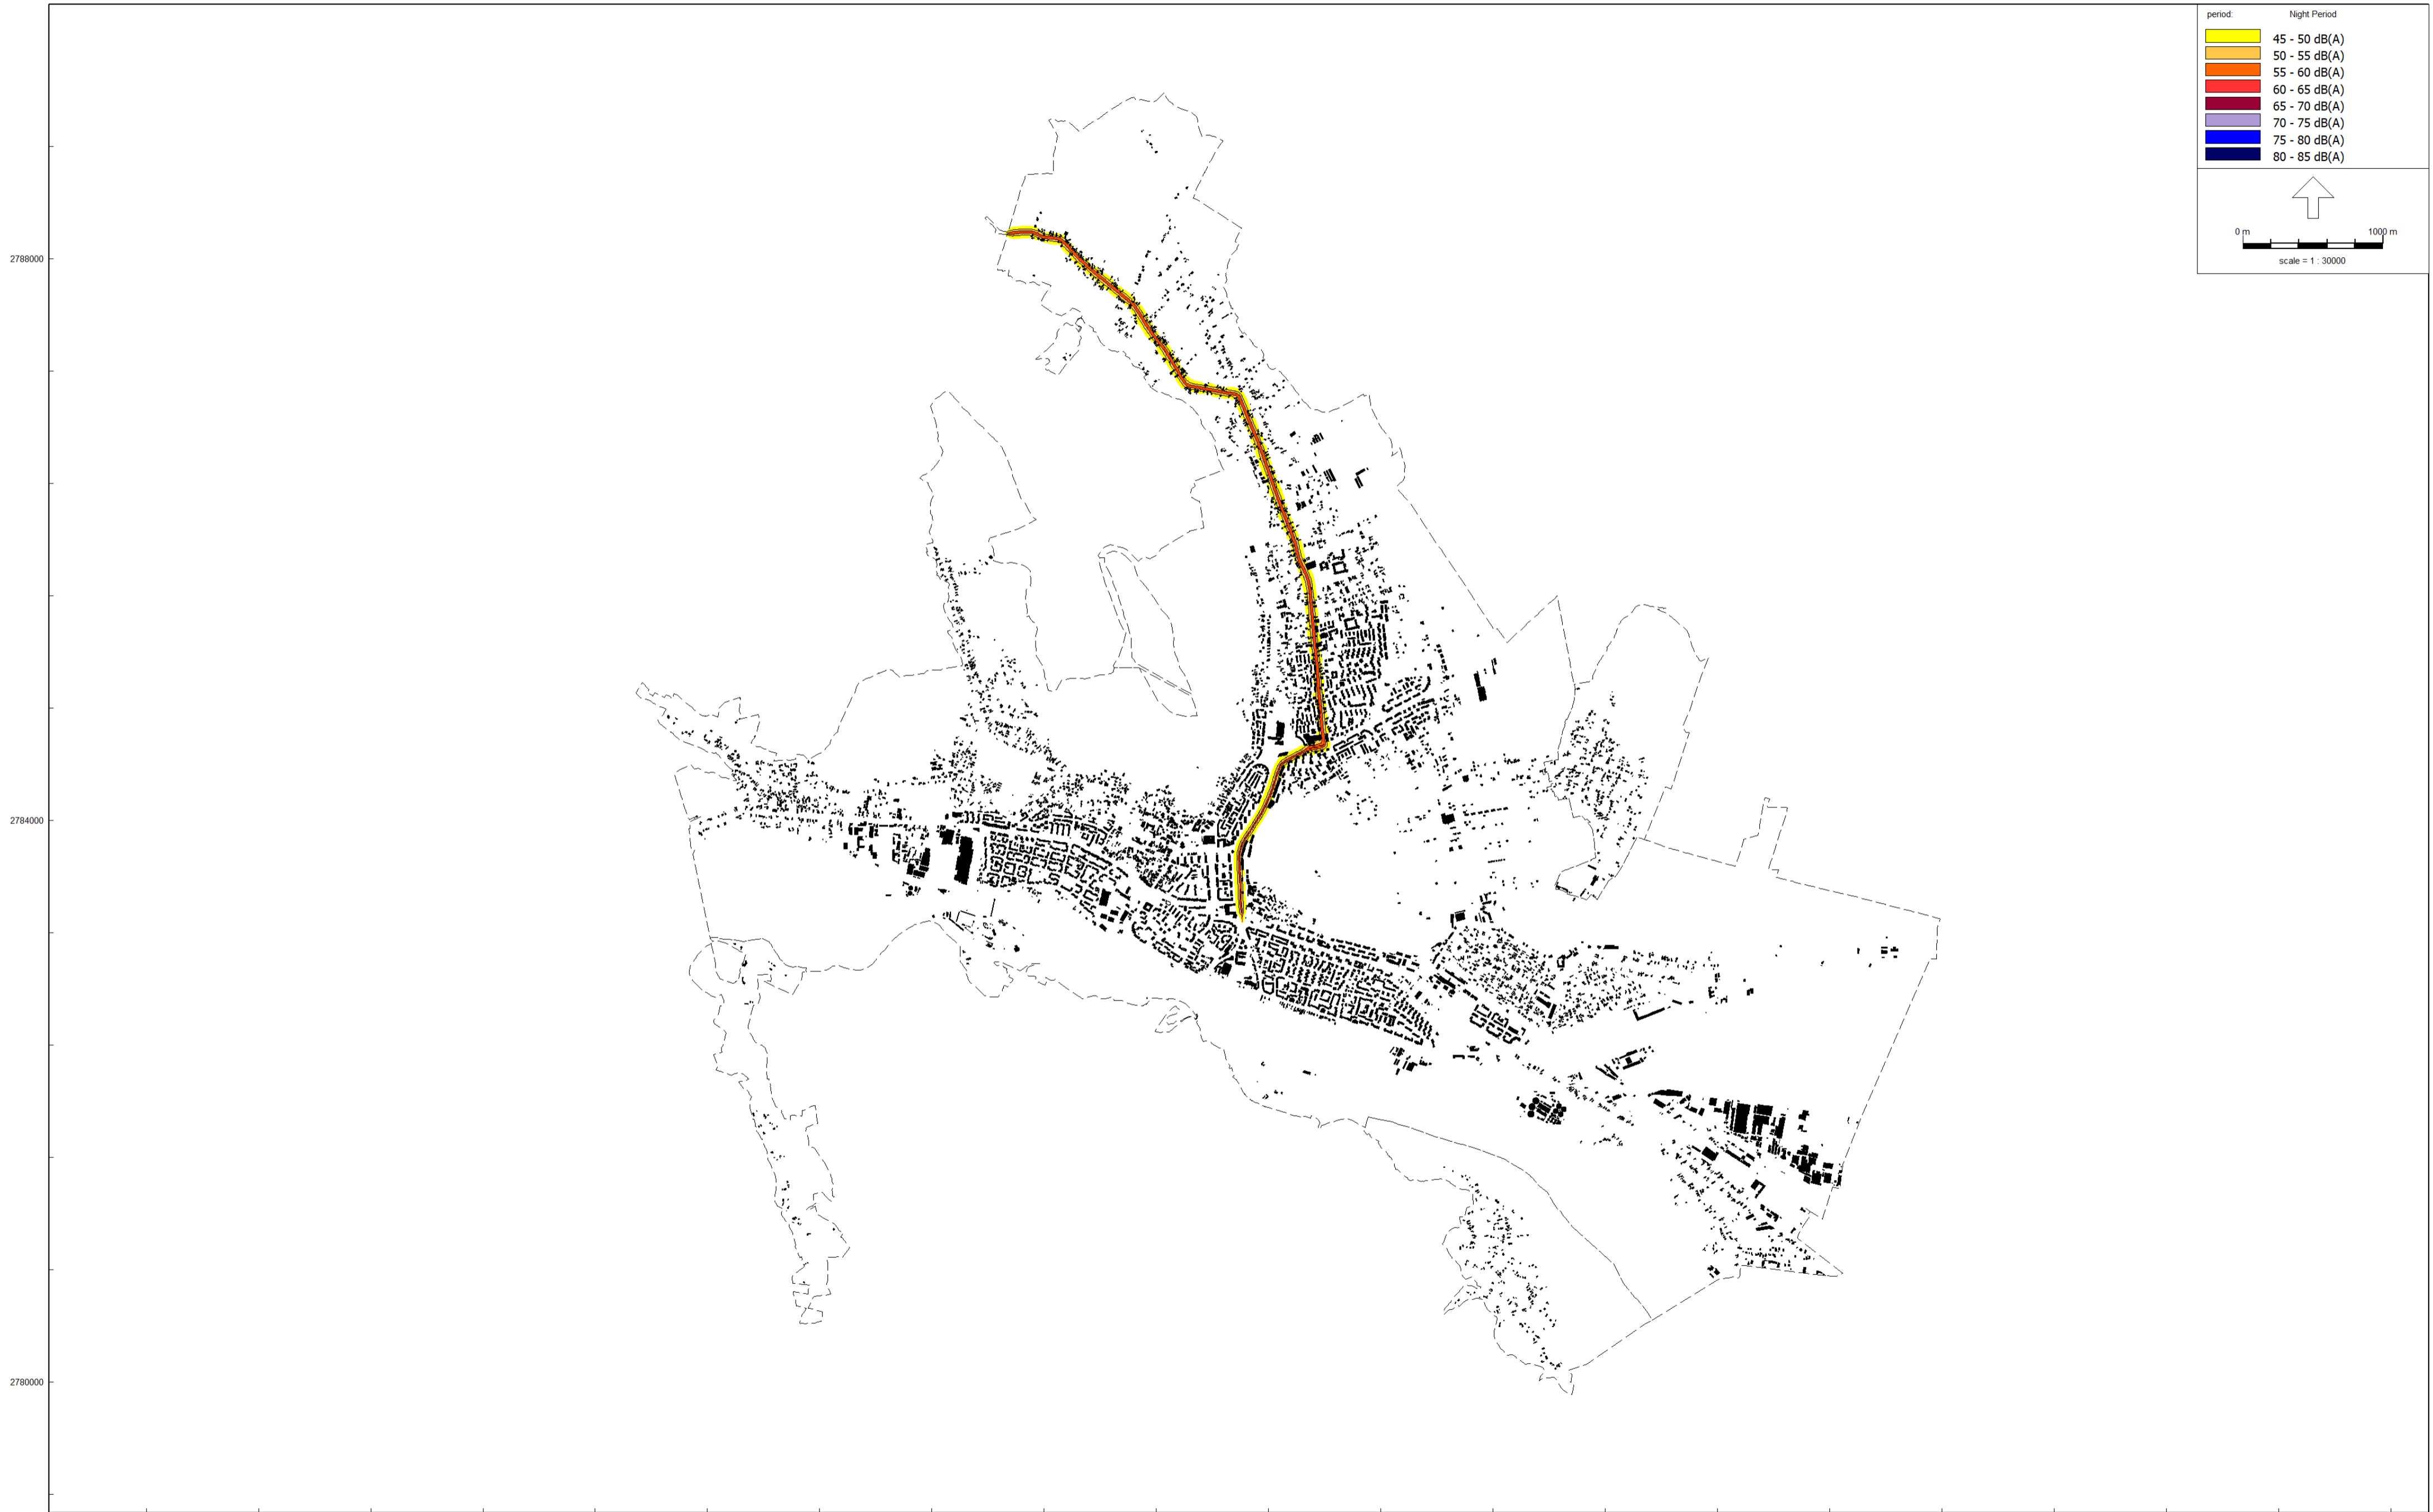 period: Night Period
45 - 50 dB(A)
50 - 55 dB(A)
55 - 60 dB(A)
60 - 65 dB(A)
65 - 70 dB(A)
70 - 75 dB(A)
75 - 80 dB(A)
80 - 85 dB(A)
0 m 1000 m
scale = 1 : 30000
2788000
2784000
2780000